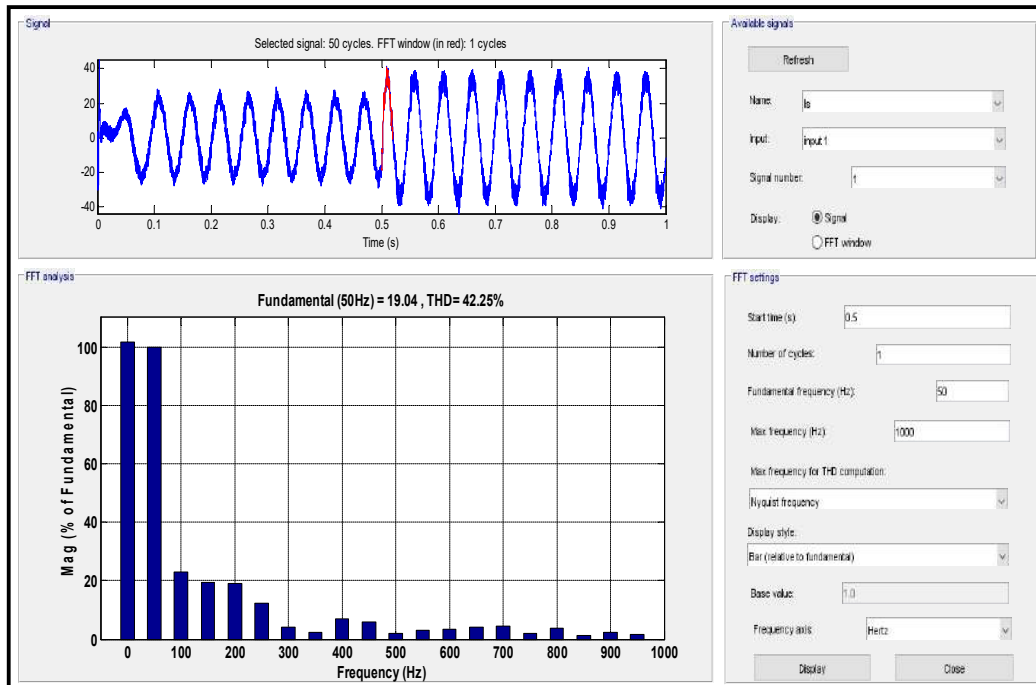 Signal
Selected signal: 50 cycles. FFT window (in red): 1 cycles
40
20
0
-20
-40
0 0.1 0.2 0.3 0.4 0.5 0.6 0.7 0.8 0.9 1
Time (s)
Available signals
Refresh
Name: Is
Input: input 1
Signal number: 1
Display: Signal
FFT window
FFT analysis
Fundamental (50Hz) = 19.04 , THD= 42.25%
100
80
60
40
20
0
Mag (% of Fundamental)
0 100 200 300 400 500 600 700 800 900 1000
Frequency (Hz)
FFT settings
Start time (s): 0.5
Number of cycles: 1
Fundamental frequency (Hz): 50
Max frequency (Hz): 1000
Max frequency for THD computation:
Nyquist frequency
Display style:
Bar (relative to fundamental)
Base value: 1.0
Frequency axis: Hertz
Display Close